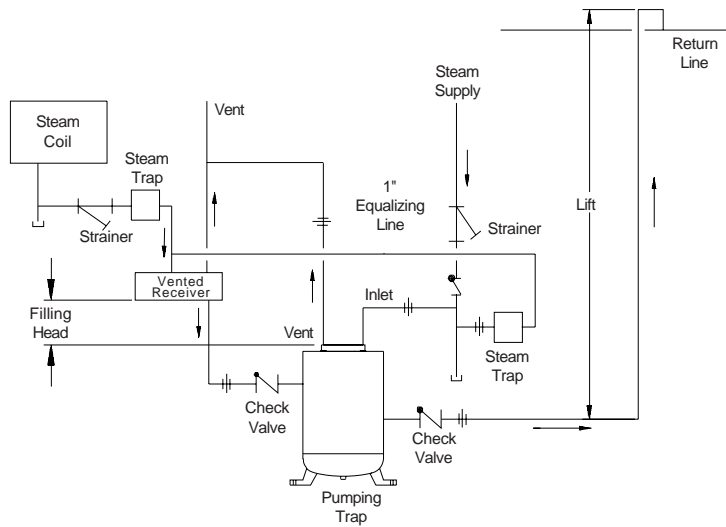 Return
Line
Steam
Supply
Vent
Steam
Coil
Steam
Trap
1"
Equalizing
Line
Lift
Strainer
Strainer
Vented
Receiver
Inlet
Filling
Head
Vent
Steam
Trap
Check
Valve
Check
Valve
Pumping
Trap